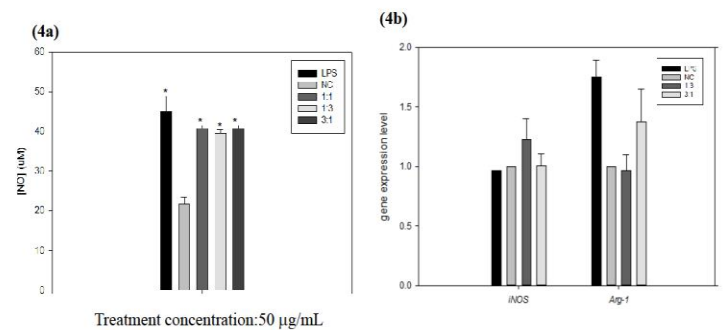 (4a)
60
50
40
30
20
10
0
[NO] (uM)
LPS
NC
1:1
1:3
3:1
*
* * *
Treatment concentration:50 μg/mL
(4b)
2.0
1.5
1.0
0.5
0.0
gene expression level
NC
1:3
3:1
iNOS Arg-1